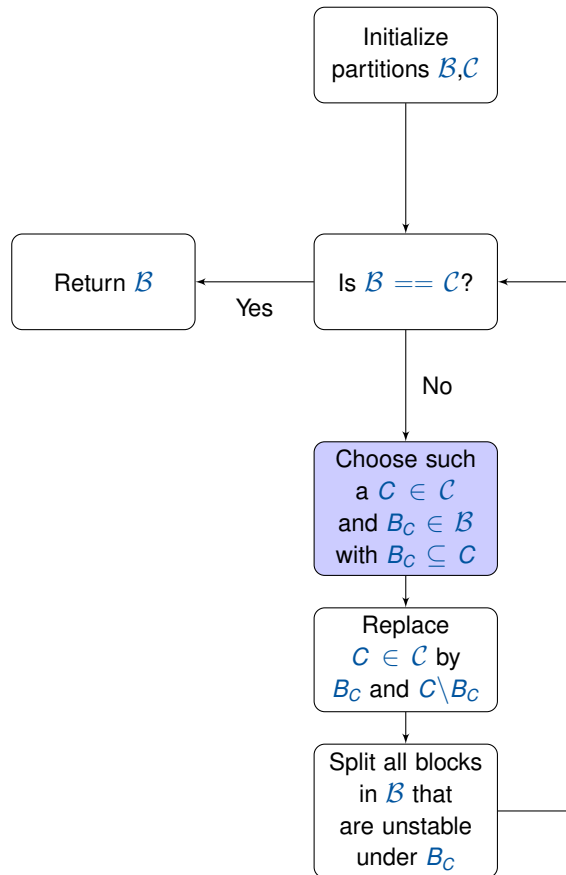 Initialize
partitions ℬ,𝒞
Return ℬ
Is ℬ == 𝒞?
Yes
No
Choose such
a C ∈ 𝒞
and B_C ∈ ℬ
with B_C ⊆ C
Replace
C ∈ 𝒞 by
B_C and C\B_C
Split all blocks
in ℬ that
are unstable
under B_C